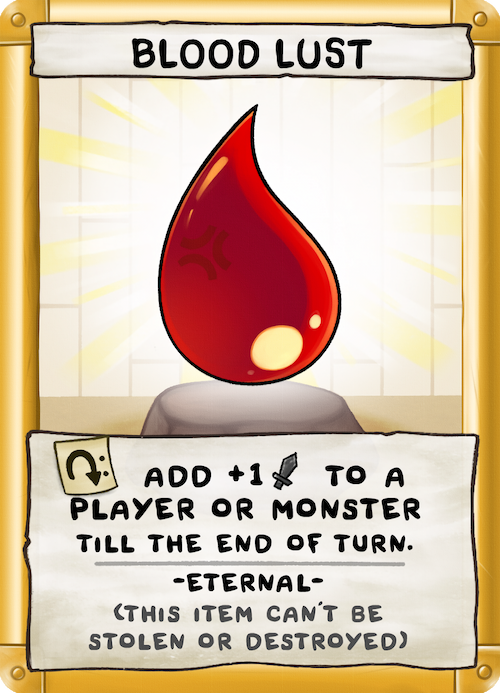 BLOOD LUST
: ADD +1 TO A
PLAYER OR MONSTER
TILL THE END OF TURN.
-ETERNAL-
(THIS ITEM CAN'T BE
STOLEN OR DESTROYED)